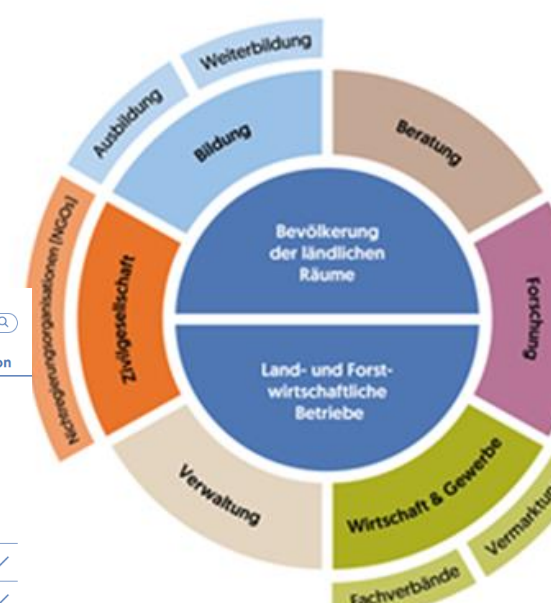 Weiterbildung
Ausbildung
Bildung
Beratung
Bevölkerung
der ländlichen
Räume
Nichtregierungsorganisationen (NGOs)
Zivilgesellschaft
Forschung
on
Land- und Forst-
wirtschaftliche
Betriebe
Verwaltung
Wirtschaft & Gewerbe
Vermarktun
Fachverbände